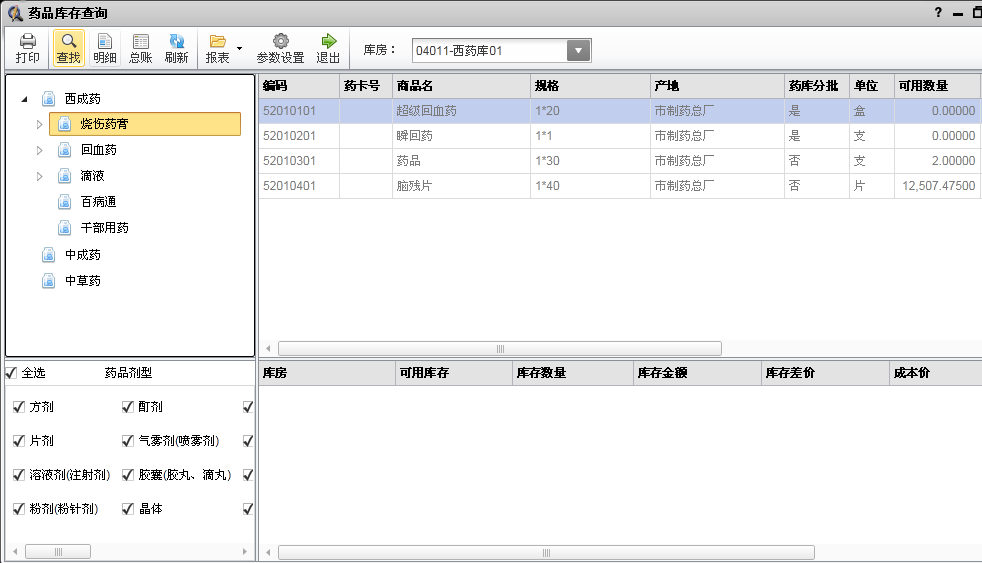 药品库存查询
?
打印 查找 明细 总账 刷新 报表 参数设置 退出 库房： 04011-西药库01
西成药
烧伤药膏
回血药
滴液
百病通
干部用药
中成药
中草药
编码 药卡号 商品名 规格 产地 药库分批 单位 可用数量
52010101 超级回血药 1*20 市制药总厂 是 盒 0.00000
52010201 瞬回药 1*1 市制药总厂 是 支 0.00000
52010301 药品 1*30 市制药总厂 否 支 2.00000
52010401 脑残片 1*40 市制药总厂 否 片 12,507.47500
全选 药品剂型
方剂 酊剂
片剂 气雾剂(喷雾剂)
溶液剂(注射剂) 胶囊(胶丸、滴丸)
粉剂(粉针剂) 晶体
库房 可用库存 库存数量 库存金额 库存差价 成本价